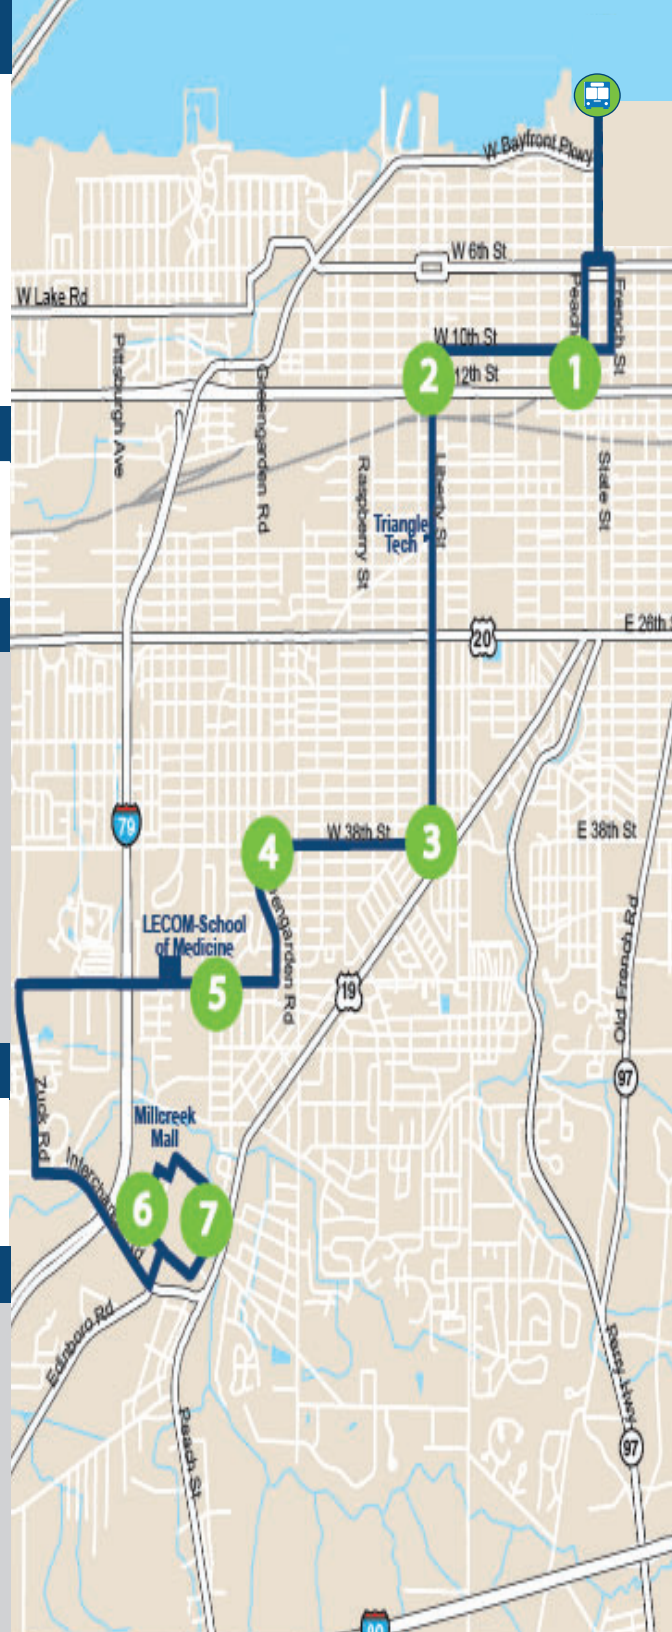 W Bayfront Pkwy
W 6th St
W Lake Rd
Peach
French St
W 10th St
1
2
12th St
Pittsburgh Ave
Greengarden Rd
Raspberry St
Liberty St
State St
Triangle
Tech
20
E 26th
79
W 38th St
3
4
E 38th St
LECOM-School
of Medicine
engarden Rd
5
19
Old French Rd
97
Zuck Rd
Millcreek
Mall
Interchange Rd
6
7
Edinboro Rd
Peach St
Perry Hwy
97